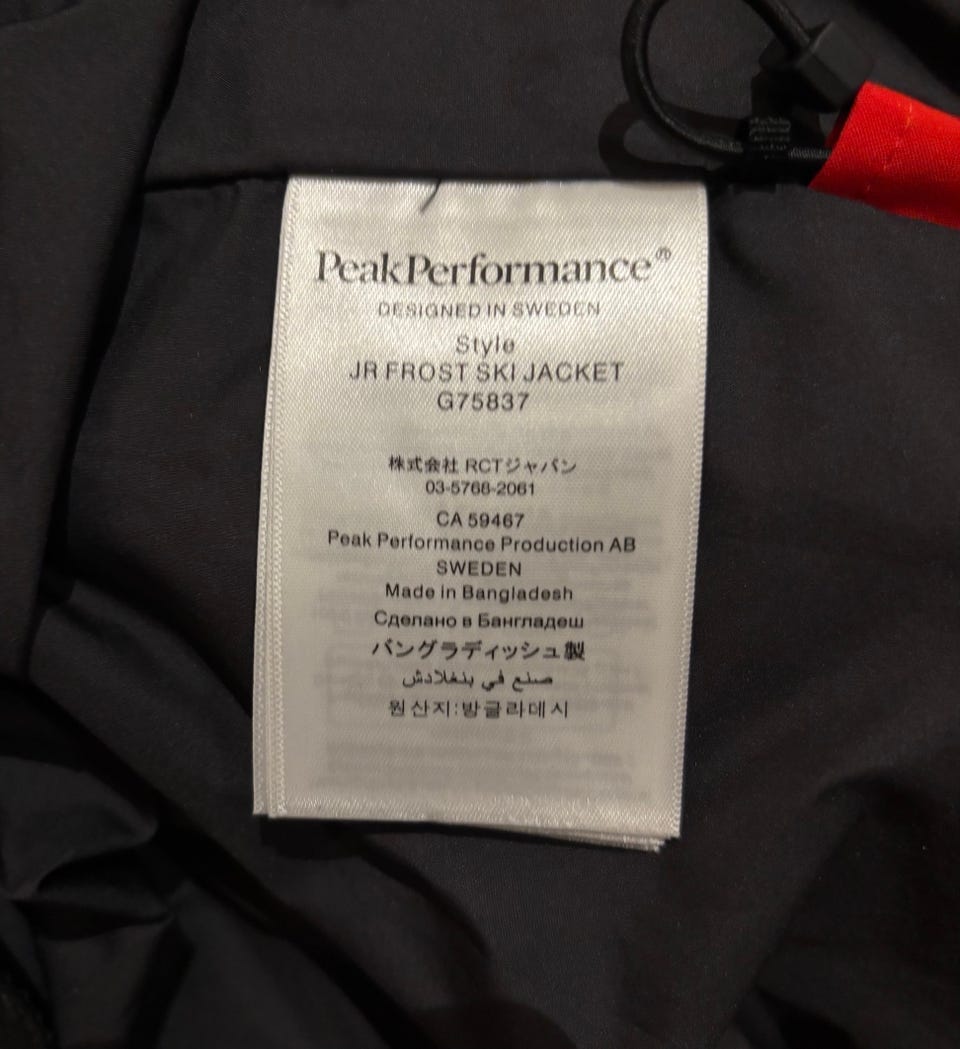 PeakPerformance®
DESIGNED IN SWEDEN
Style
JR FROST SKI JACKET
G75837
株式会社 RCTジャパン
03-5768-2061
CA 59467
Peak Performance Production AB
SWEDEN
Made in Bangladesh
Сделано в Бангладеш
バングラディッシュ製
صنع في بنغلادش
원산지:방글라데시